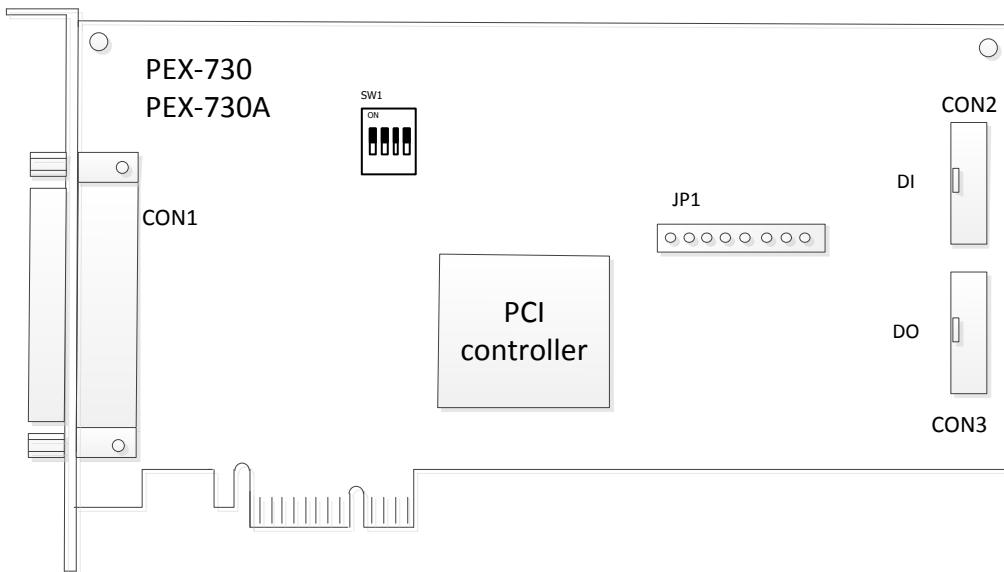 PEX-730
PEX-730A
SW1
ON
CON1
JP1
CON2
DI
PCI
controller
DO
CON3